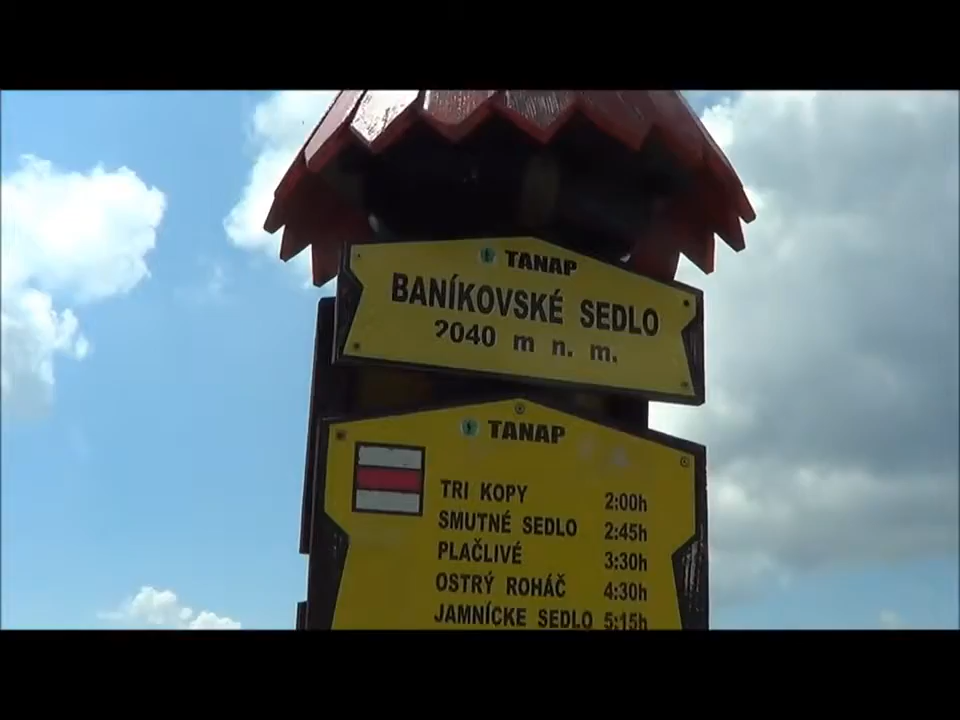 TANAP
BANÍKOVSKÉ SEDLO
2040 m n. m.
TANAP
TRI KOPY 2:00h
SMUTNÉ SEDLO 2:45h
PLAČLIVÉ 3:30h
OSTRÝ ROHÁČ 4:30h
JAMNÍCKE SEDLO 5:15h